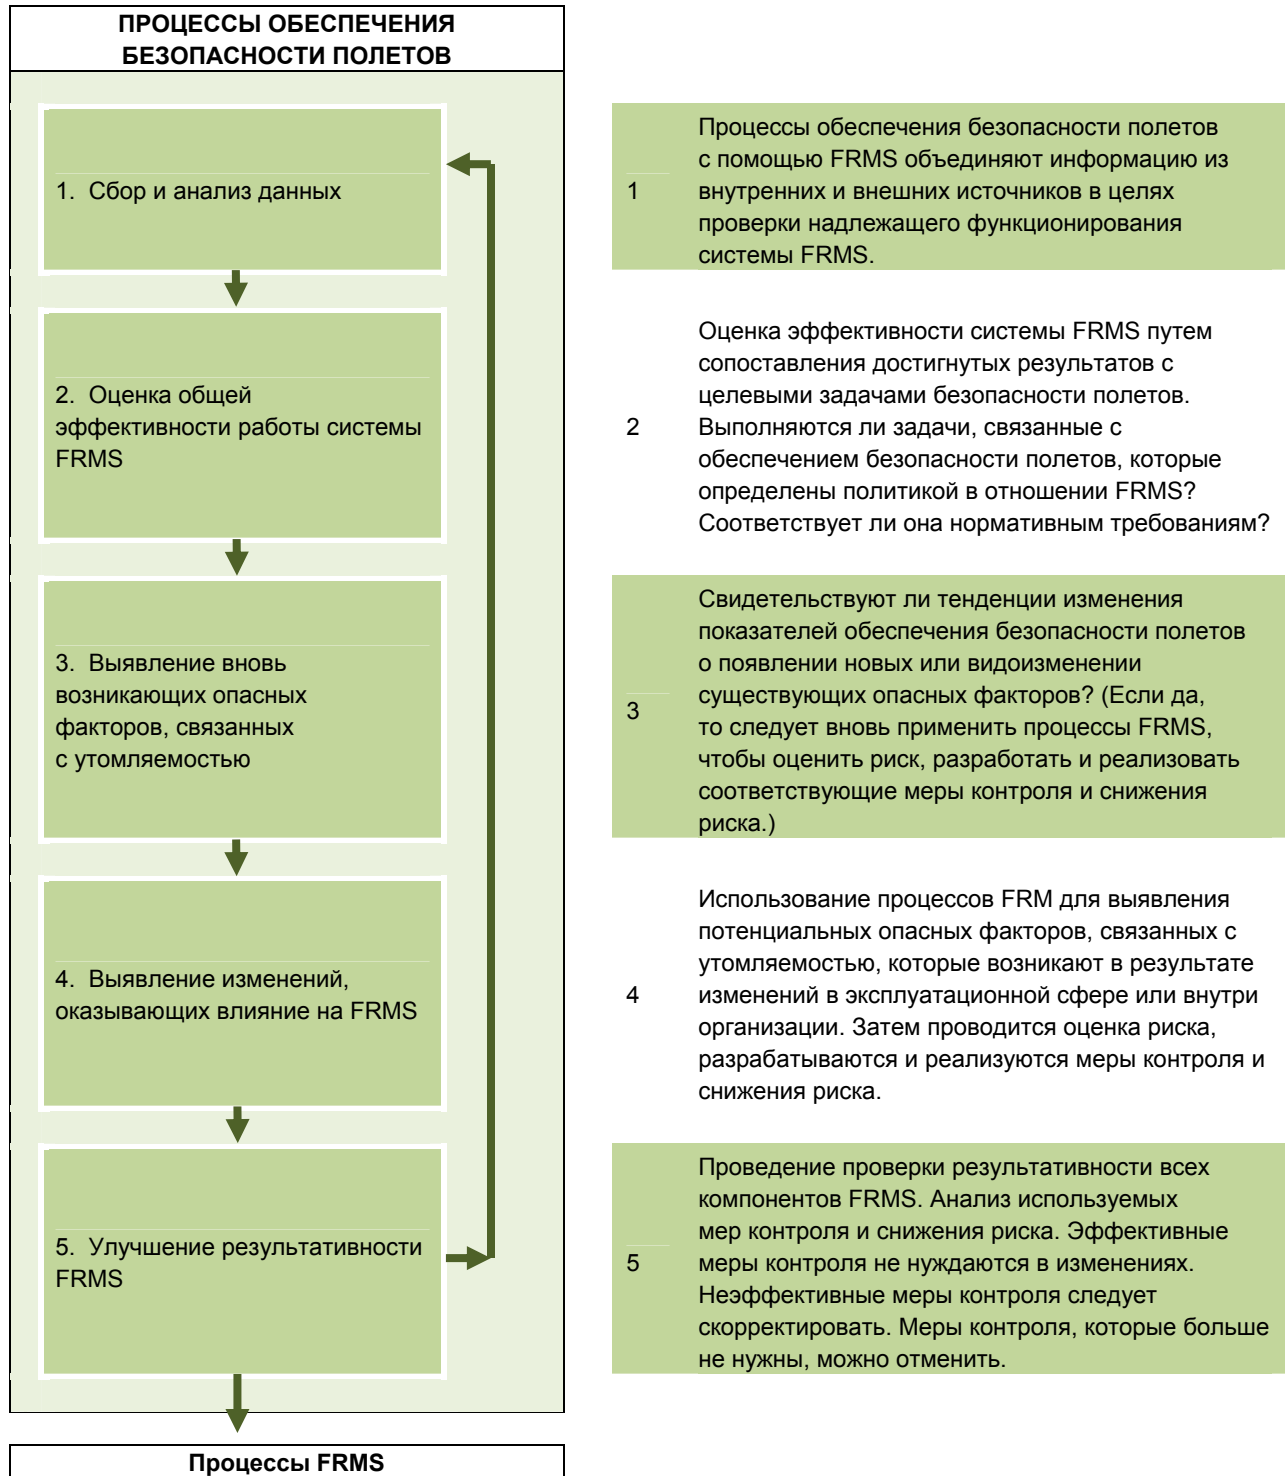 ПРОЦЕССЫ ОБЕСПЕЧЕНИЯ
БЕЗОПАСНОСТИ ПОЛЕТОВ
1. Сбор и анализ данных
2. Оценка общей
эффективности работы системы
FRMS
3. Выявление вновь
возникающих опасных
факторов, связанных
с утомляемостью
4. Выявление изменений,
оказывающих влияние на FRMS
5. Улучшение результативности
FRMS
Процессы FRMS
1
Процессы обеспечения безопасности полетов
с помощью FRMS объединяют информацию из
внутренних и внешних источников в целях
проверки надлежащего функционирования
системы FRMS.
2
Оценка эффективности системы FRMS путем
сопоставления достигнутых результатов с
целевыми задачами безопасности полетов.
Выполняются ли задачи, связанные с
обеспечением безопасности полетов, которые
определены политикой в отношении FRMS?
Соответствует ли она нормативным требованиям?
3
Свидетельствуют ли тенденции изменения
показателей обеспечения безопасности полетов
о появлении новых или видоизменении
существующих опасных факторов? (Если да,
то следует вновь применить процессы FRMS,
чтобы оценить риск, разработать и реализовать
соответствующие меры контроля и снижения
риска.)
4
Использование процессов FRM для выявления
потенциальных опасных факторов, связанных с
утомляемостью, которые возникают в результате
изменений в эксплуатационной сфере или внутри
организации. Затем проводится оценка риска,
разрабатываются и реализуются меры контроля и
снижения риска.
5
Проведение проверки результативности всех
компонентов FRMS. Анализ используемых
мер контроля и снижения риска. Эффективные
меры контроля не нуждаются в изменениях.
Неэффективные меры контроля следует
скорректировать. Меры контроля, которые больше
не нужны, можно отменить.